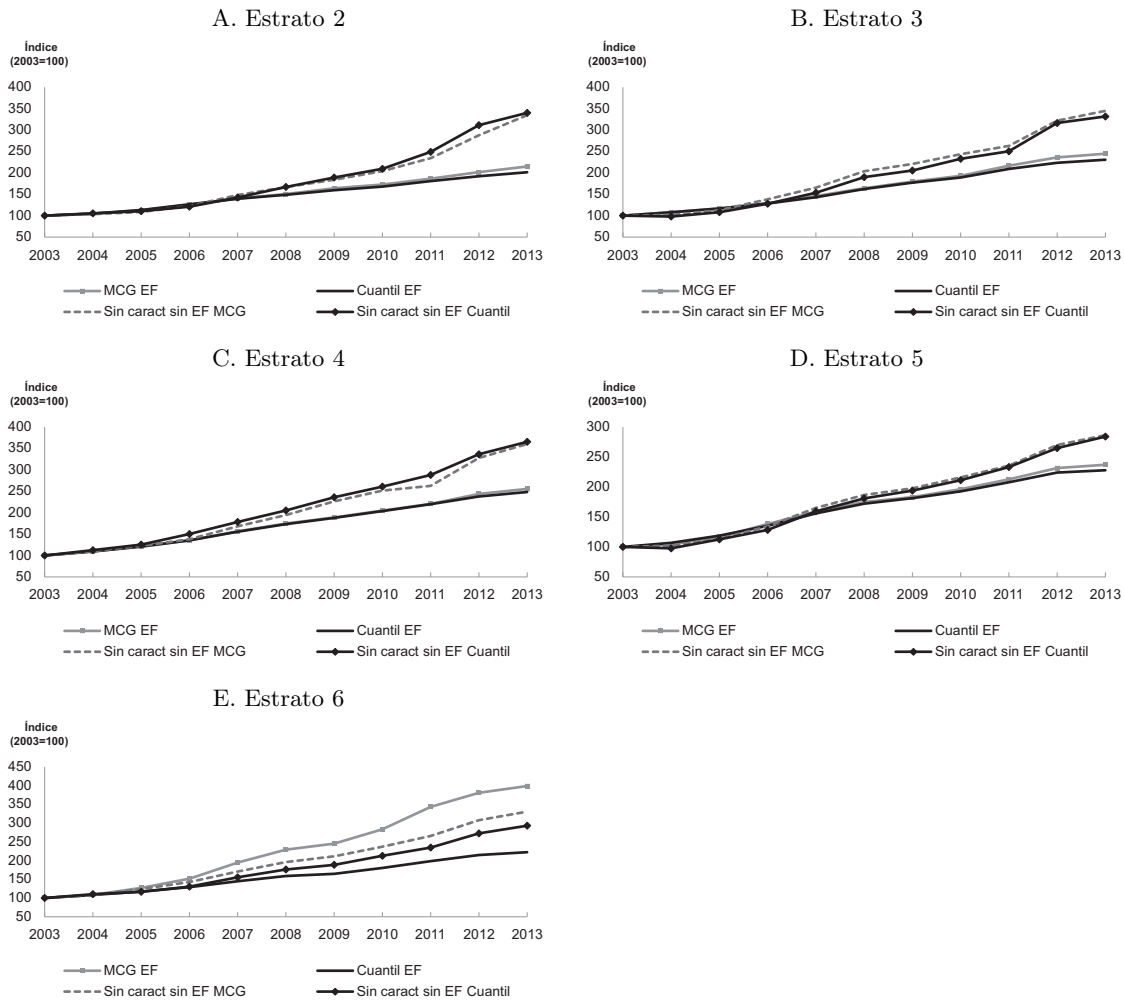 A. Estrato 2
Índice
(2003=100)
400
350
300
250
200
150
100
50
2003 2004 2005 2006 2007 2008 2009 2010 2011 2012 2013
MCG EF Cuantil EF
Sin caract sin EF MCG Sin caract sin EF Cuantil
B. Estrato 3
Índice
(2003=100)
400
350
300
250
200
150
100
50
2003 2004 2005 2006 2007 2008 2009 2010 2011 2012 2013
MCG EF Cuantil EF
Sin caract sin EF MCG Sin caract sin EF Cuantil
C. Estrato 4
Índice
(2003=100)
400
350
300
250
200
150
100
50
2003 2004 2005 2006 2007 2008 2009 2010 2011 2012 2013
MCG EF Cuantil EF
Sin caract sin EF MCG Sin caract sin EF Cuantil
D. Estrato 5
Índice
(2003=100)
300
250
200
150
100
50
2003 2004 2005 2006 2007 2008 2009 2010 2011 2012 2013
MCG EF Cuantil EF
Sin caract sin EF MCG Sin caract sin EF Cuantil
E. Estrato 6
Índice
(2003=100)
450
400
350
300
250
200
150
100
50
2003 2004 2005 2006 2007 2008 2009 2010 2011 2012 2013
MCG EF Cuantil EF
Sin caract sin EF MCG Sin caract sin EF Cuantil